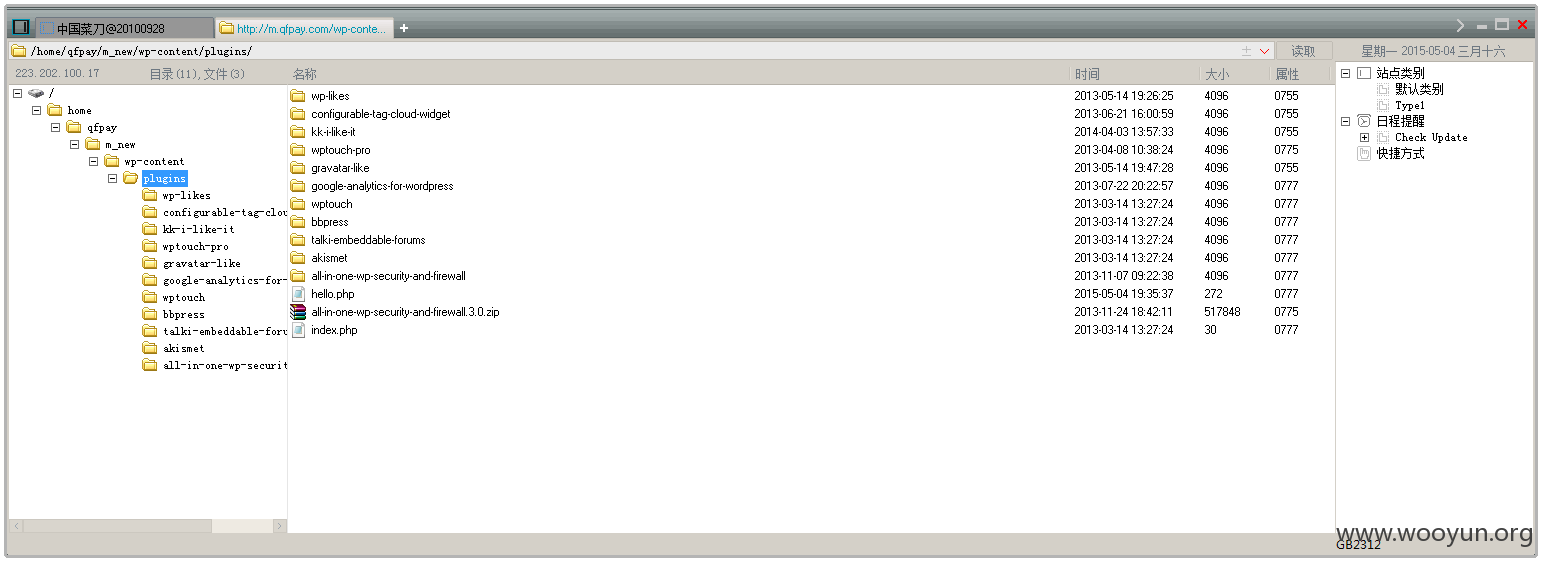 中国菜刀@20100928
http://m.qfpay.com/wp-conte...
/home/qfpay/m_new/wp-content/plugins/
读取
星期一 2015-05-04 三月十六
223.202.100.17 目录(11),文件(3)
名称 时间 大小 属性
/
home
qfpay
m_new
wp-content
plugins
wp-likes
configurable-tag-clou
kk-i-like-it
wptouch-pro
gravatar-like
google-analytics-for-
wptouch
bbpress
talki-embeddable-foru
akismet
all-in-one-wp-securit
wp-likes 2013-05-14 19:26:25 4096 0755
configurable-tag-cloud-widget 2013-06-21 16:00:59 4096 0755
kk-i-like-it 2014-04-03 13:57:33 4096 0755
wptouch-pro 2013-04-08 10:38:24 4096 0775
gravatar-like 2013-05-14 19:47:28 4096 0755
google-analytics-for-wordpress 2013-07-22 20:22:57 4096 0777
wptouch 2013-03-14 13:27:24 4096 0777
bbpress 2013-03-14 13:27:24 4096 0777
talki-embeddable-forums 2013-03-14 13:27:24 4096 0777
akismet 2013-03-14 13:27:24 4096 0777
all-in-one-wp-security-and-firewall 2013-11-07 09:22:38 4096 0777
hello.php 2015-05-04 19:35:37 272 0777
all-in-one-wp-security-and-firewall.3.0.zip 2013-11-24 18:42:11 517848 0775
index.php 2013-03-14 13:27:24 30 0777
站点类别
默认类别
Type1
日程提醒
Check Update
快捷方式
www.wooyun.org
GB2312